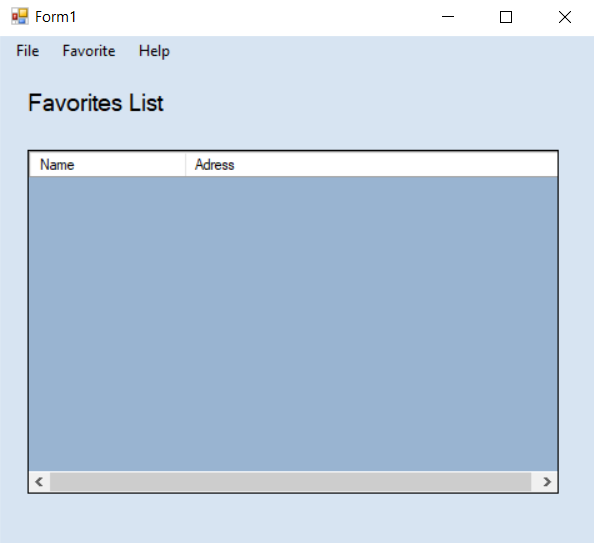 Form1
File Favorite Help
Favorites List
Name Adress